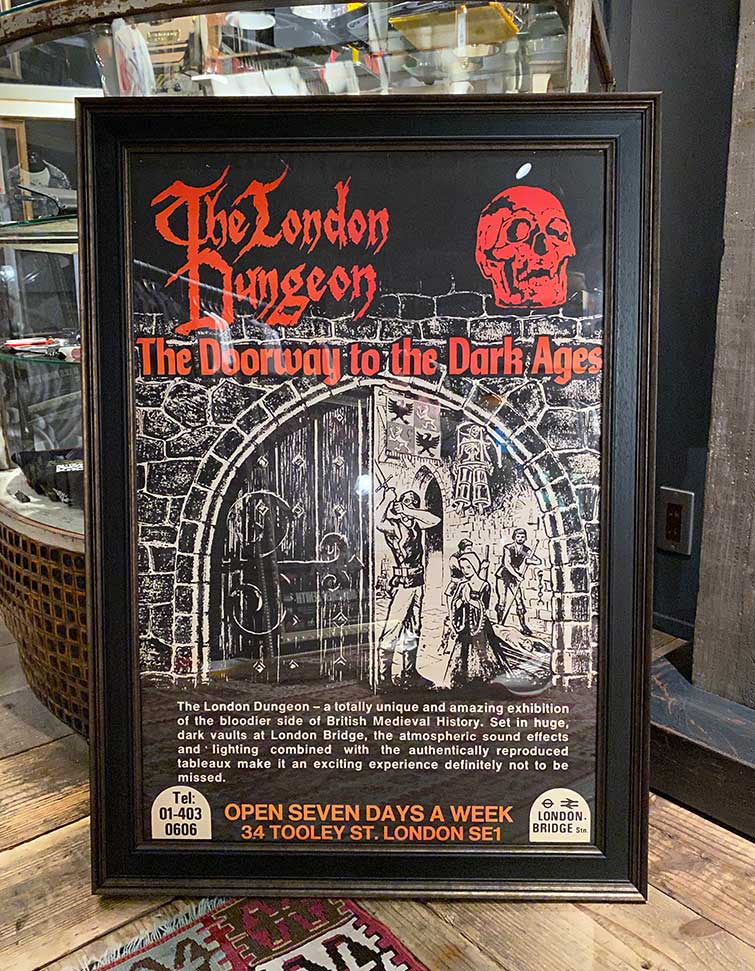 The London
Dungeon
The Doorway to the Dark Ages
The London Dungeon – a totally unique and amazing exhibition
of the bloodier side of British Medieval History. Set in huge,
dark vaults at London Bridge, the atmospheric sound effects
and lighting combined with the authentically reproduced
tableaux make it an exciting experience definitely not to be
missed.
Tel:
01-403
0606
OPEN SEVEN DAYS A WEEK
34 TOOLEY ST. LONDON SE1
LONDON
BRIDGE Stn.